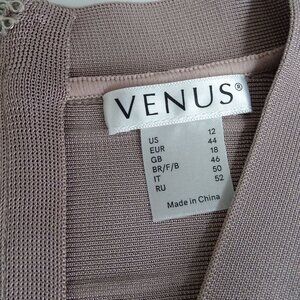 VENUS®
US 12
EUR 44
GB 18
BR/F/B 46
IT 50
RU 52
Made in China